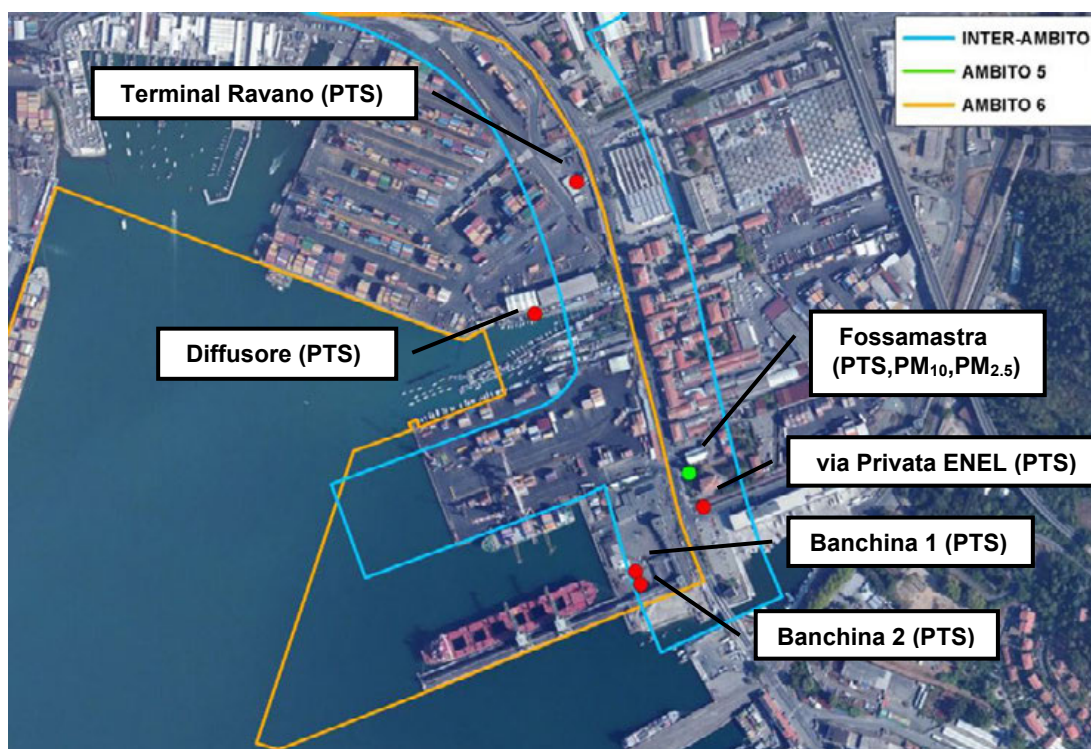 INTER-AMBITO
AMBITO 5
AMBITO 6
Terminal Ravano (PTS)
Diffusore (PTS)
Fossamastra
(PTS,PM₁₀,PM₂.₅)
via Privata ENEL (PTS)
Banchina 1 (PTS)
Banchina 2 (PTS)